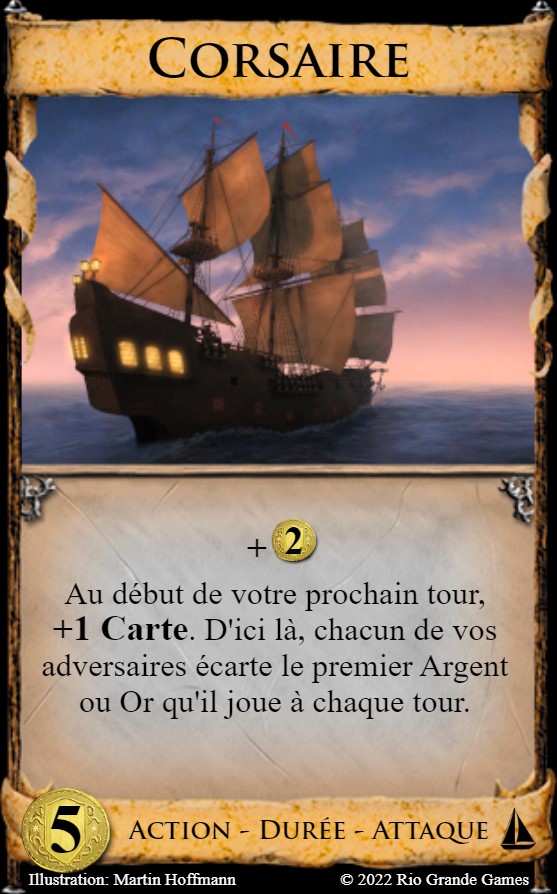 CORSAIRE
+2
Au début de votre prochain tour,
+1 Carte. D'ici là, chacun de vos
adversaires écarte le premier Argent
ou Or qu'il joue à chaque tour.
5 ACTION - DURÉE - ATTAQUE
Illustration: Martin Hoffmann © 2022 Rio Grande Games